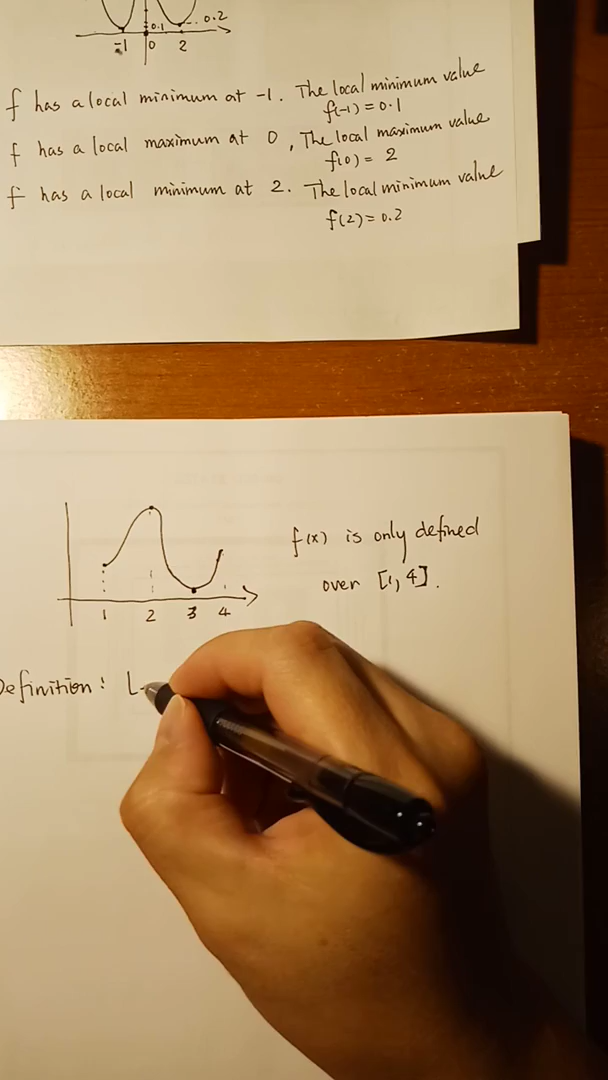 0.1 0.2
-1 0 2
f has a local minimum at -1. The local minimum value
f(-1) = 0.1
f has a local maximum at 0, The local maximum value
f(0) = 2
f has a local minimum at 2. The local minimum value
f(2) = 0.2
f(x) is only defined
over [1, 4].
1 2 3 4
Definition: L